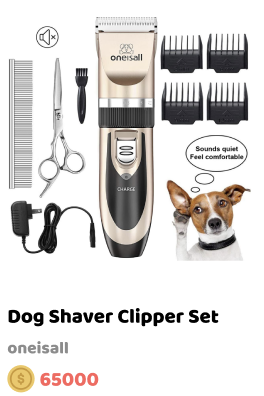 oneisall
Sounds quiet
Feel comfortable
CHARGE
Dog Shaver Clipper Set
oneisall
$ 65000